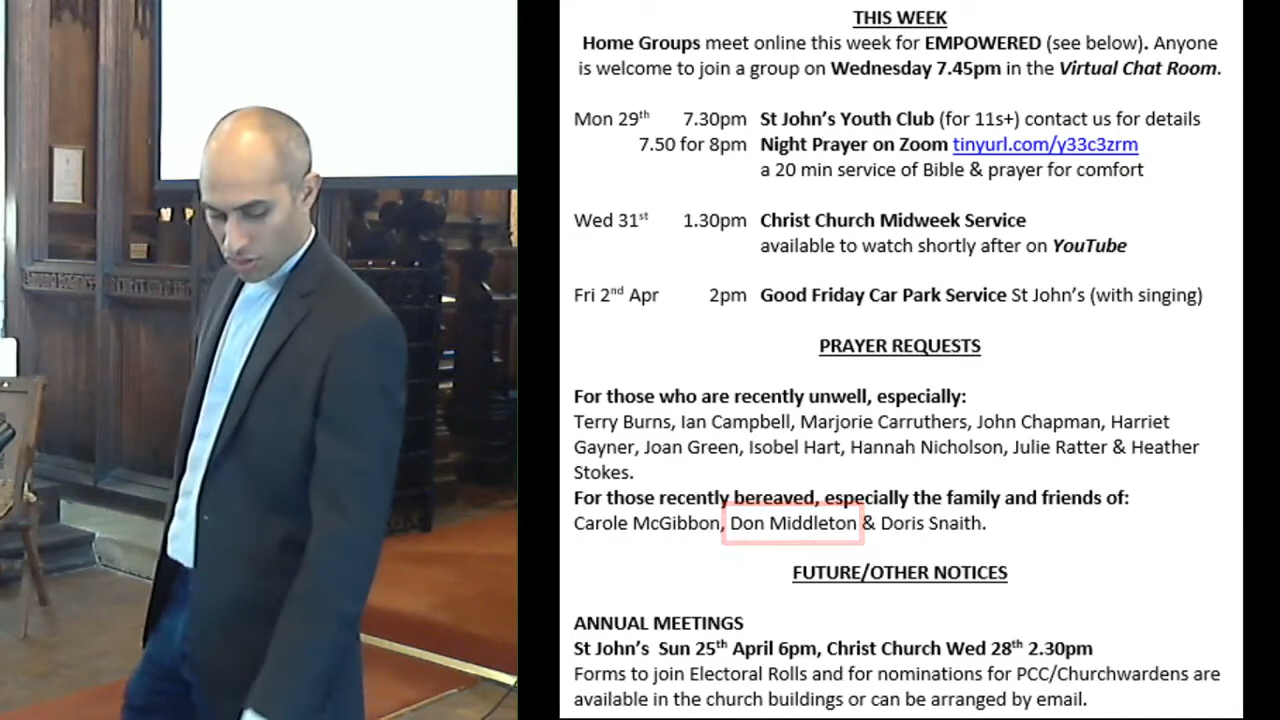 THIS WEEK
Home Groups meet online this week for EMPOWERED (see below). Anyone
is welcome to join a group on Wednesday 7.45pm in the Virtual Chat Room.
Mon 29th 7.30pm St John's Youth Club (for 11s+) contact us for details
7.50 for 8pm Night Prayer on Zoom tinyurl.com/y33c3zrm
a 20 min service of Bible & prayer for comfort
Wed 31st 1.30pm Christ Church Midweek Service
available to watch shortly after on YouTube
Fri 2nd Apr 2pm Good Friday Car Park Service St John's (with singing)
PRAYER REQUESTS
For those who are recently unwell, especially:
Terry Burns, Ian Campbell, Marjorie Carruthers, John Chapman, Harriet
Gayner, Joan Green, Isobel Hart, Hannah Nicholson, Julie Ratter & Heather
Stokes.
For those recently bereaved, especially the family and friends of:
Carole McGibbon, Don Middleton & Doris Snaith.
FUTURE/OTHER NOTICES
ANNUAL MEETINGS
St John's Sun 25th April 6pm, Christ Church Wed 28th 2.30pm
Forms to join Electoral Rolls and for nominations for PCC/Churchwardens are
available in the church buildings or can be arranged by email.